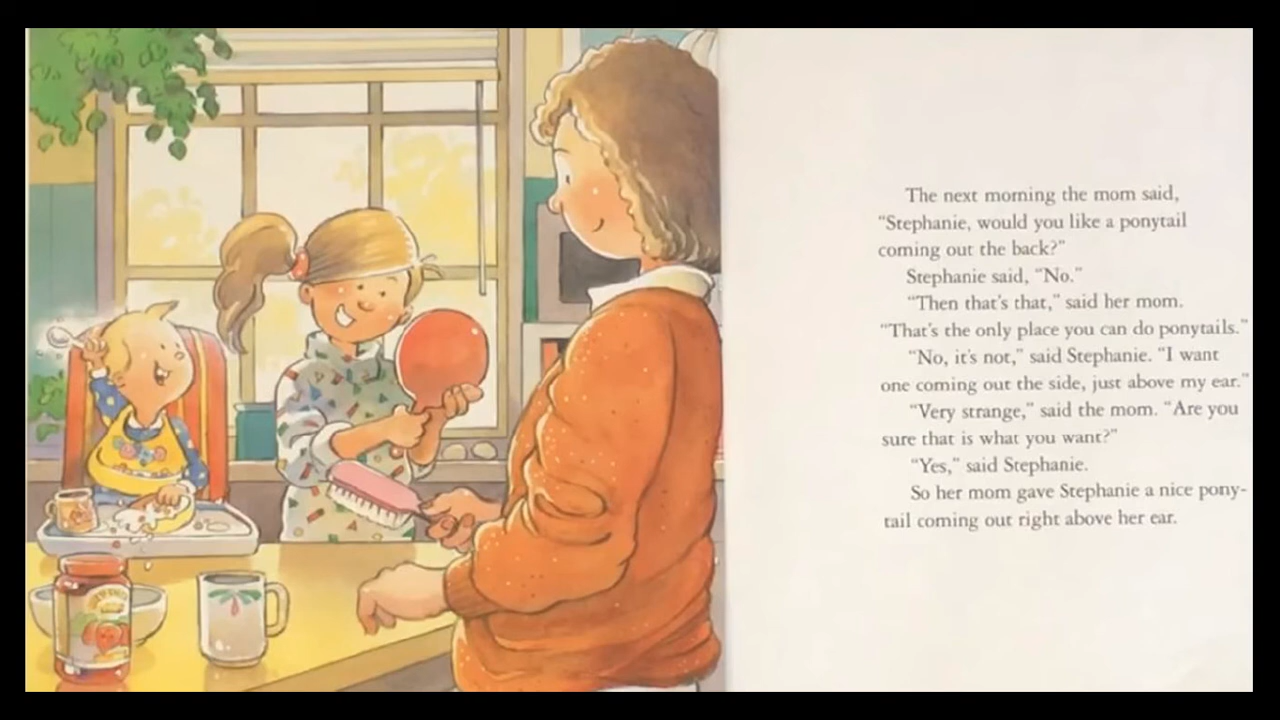 The next morning the mom said,
“Stephanie, would you like a ponytail
coming out the back?”
Stephanie said, “No.”
“Then that’s that,” said her mom.
“That’s the only place you can do ponytails.”
“No, it’s not,” said Stephanie. “I want
one coming out the side, just above my ear.”
“Very strange,” said the mom. “Are you
sure that is what you want?”
“Yes,” said Stephanie.
So her mom gave Stephanie a nice pony-
tail coming out right above her ear.